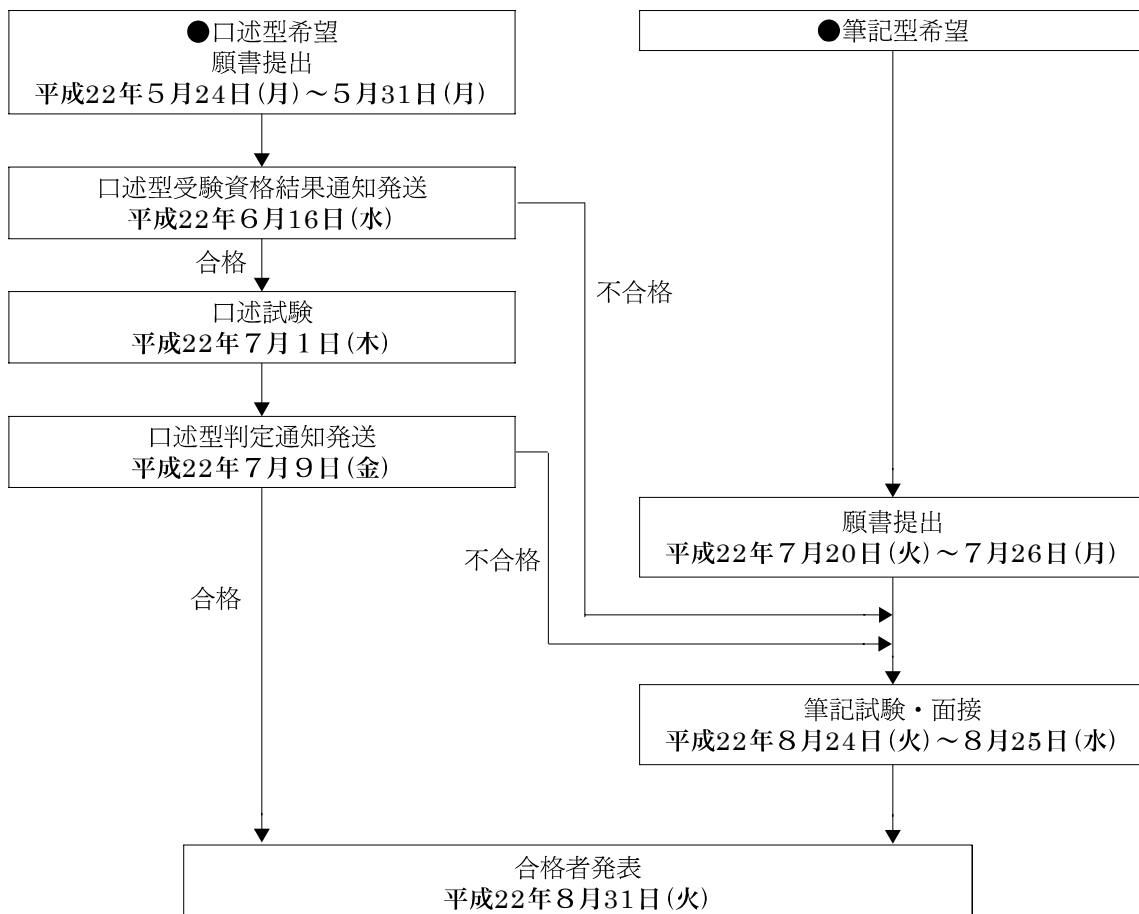 ●口述型希望
願書提出
平成22年5月24日(月)～5月31日(月)
●筆記型希望
口述型受験資格結果通知発送
平成22年6月16日(水)
合格
不合格
口述試験
平成22年7月1日(木)
口述型判定通知発送
平成22年7月9日(金)
願書提出
平成22年7月20日(火)～7月26日(月)
不合格
合格
筆記試験・面接
平成22年8月24日(火)～8月25日(水)
合格者発表
平成22年8月31日(火)